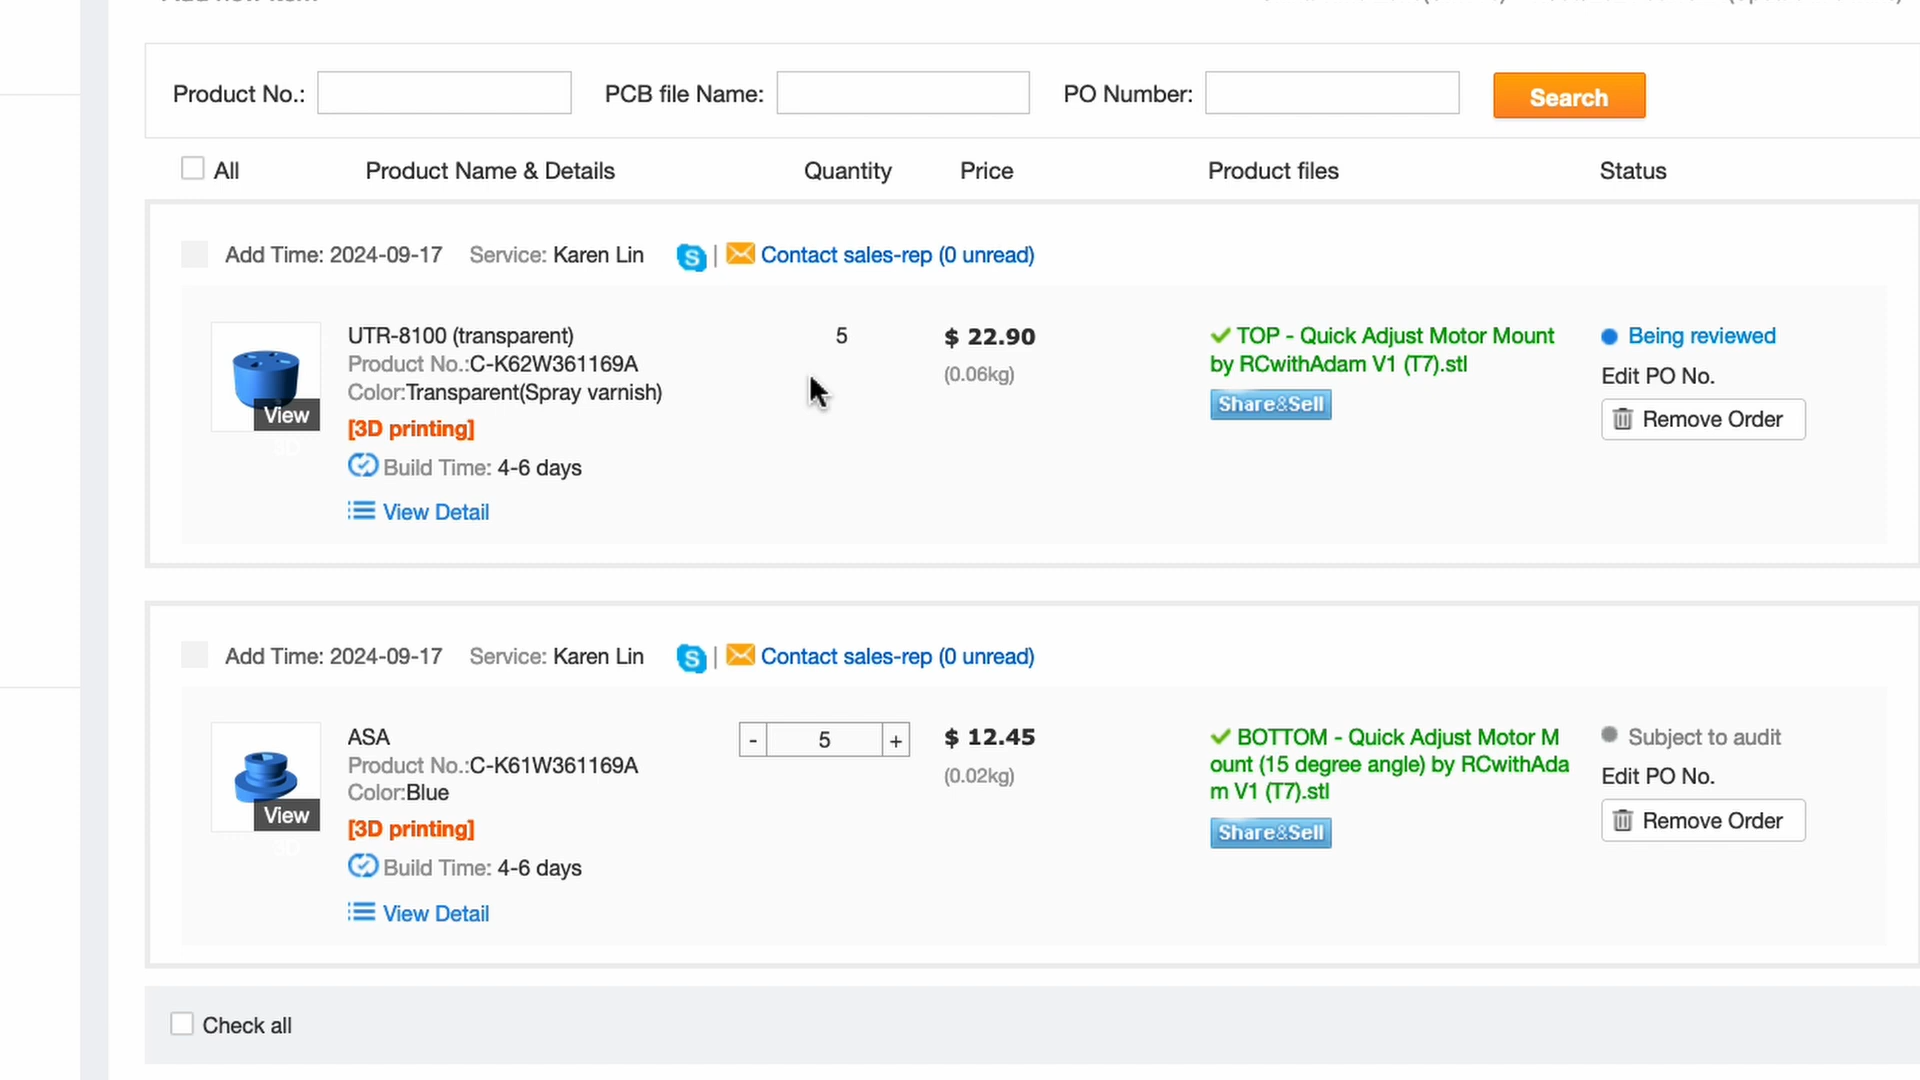 Add new item
Product No.:
PCB file Name:
PO Number:
Search
All
Product Name & Details
Quantity
Price
Product files
Status
Add Time: 2024-09-17 Service: Karen Lin | Contact sales-rep (0 unread)
View
3D
UTR-8100 (transparent)
Product No.:C-K62W361169A
Color:Transparent(Spray varnish)
[3D printing]
Build Time: 4-6 days
View Detail
5
$ 22.90
(0.06kg)
TOP - Quick Adjust Motor Mount
by RCwithAdam V1 (T7).stl
Share&Sell
Being reviewed
Edit PO No.
Remove Order
Add Time: 2024-09-17 Service: Karen Lin | Contact sales-rep (0 unread)
View
3D
ASA
Product No.:C-K61W361169A
Color:Blue
[3D printing]
Build Time: 4-6 days
View Detail
- 5 +
$ 12.45
(0.02kg)
BOTTOM - Quick Adjust Motor M
ount (15 degree angle) by RCwithAda
m V1 (T7).stl
Share&Sell
Subject to audit
Edit PO No.
Remove Order
Check all